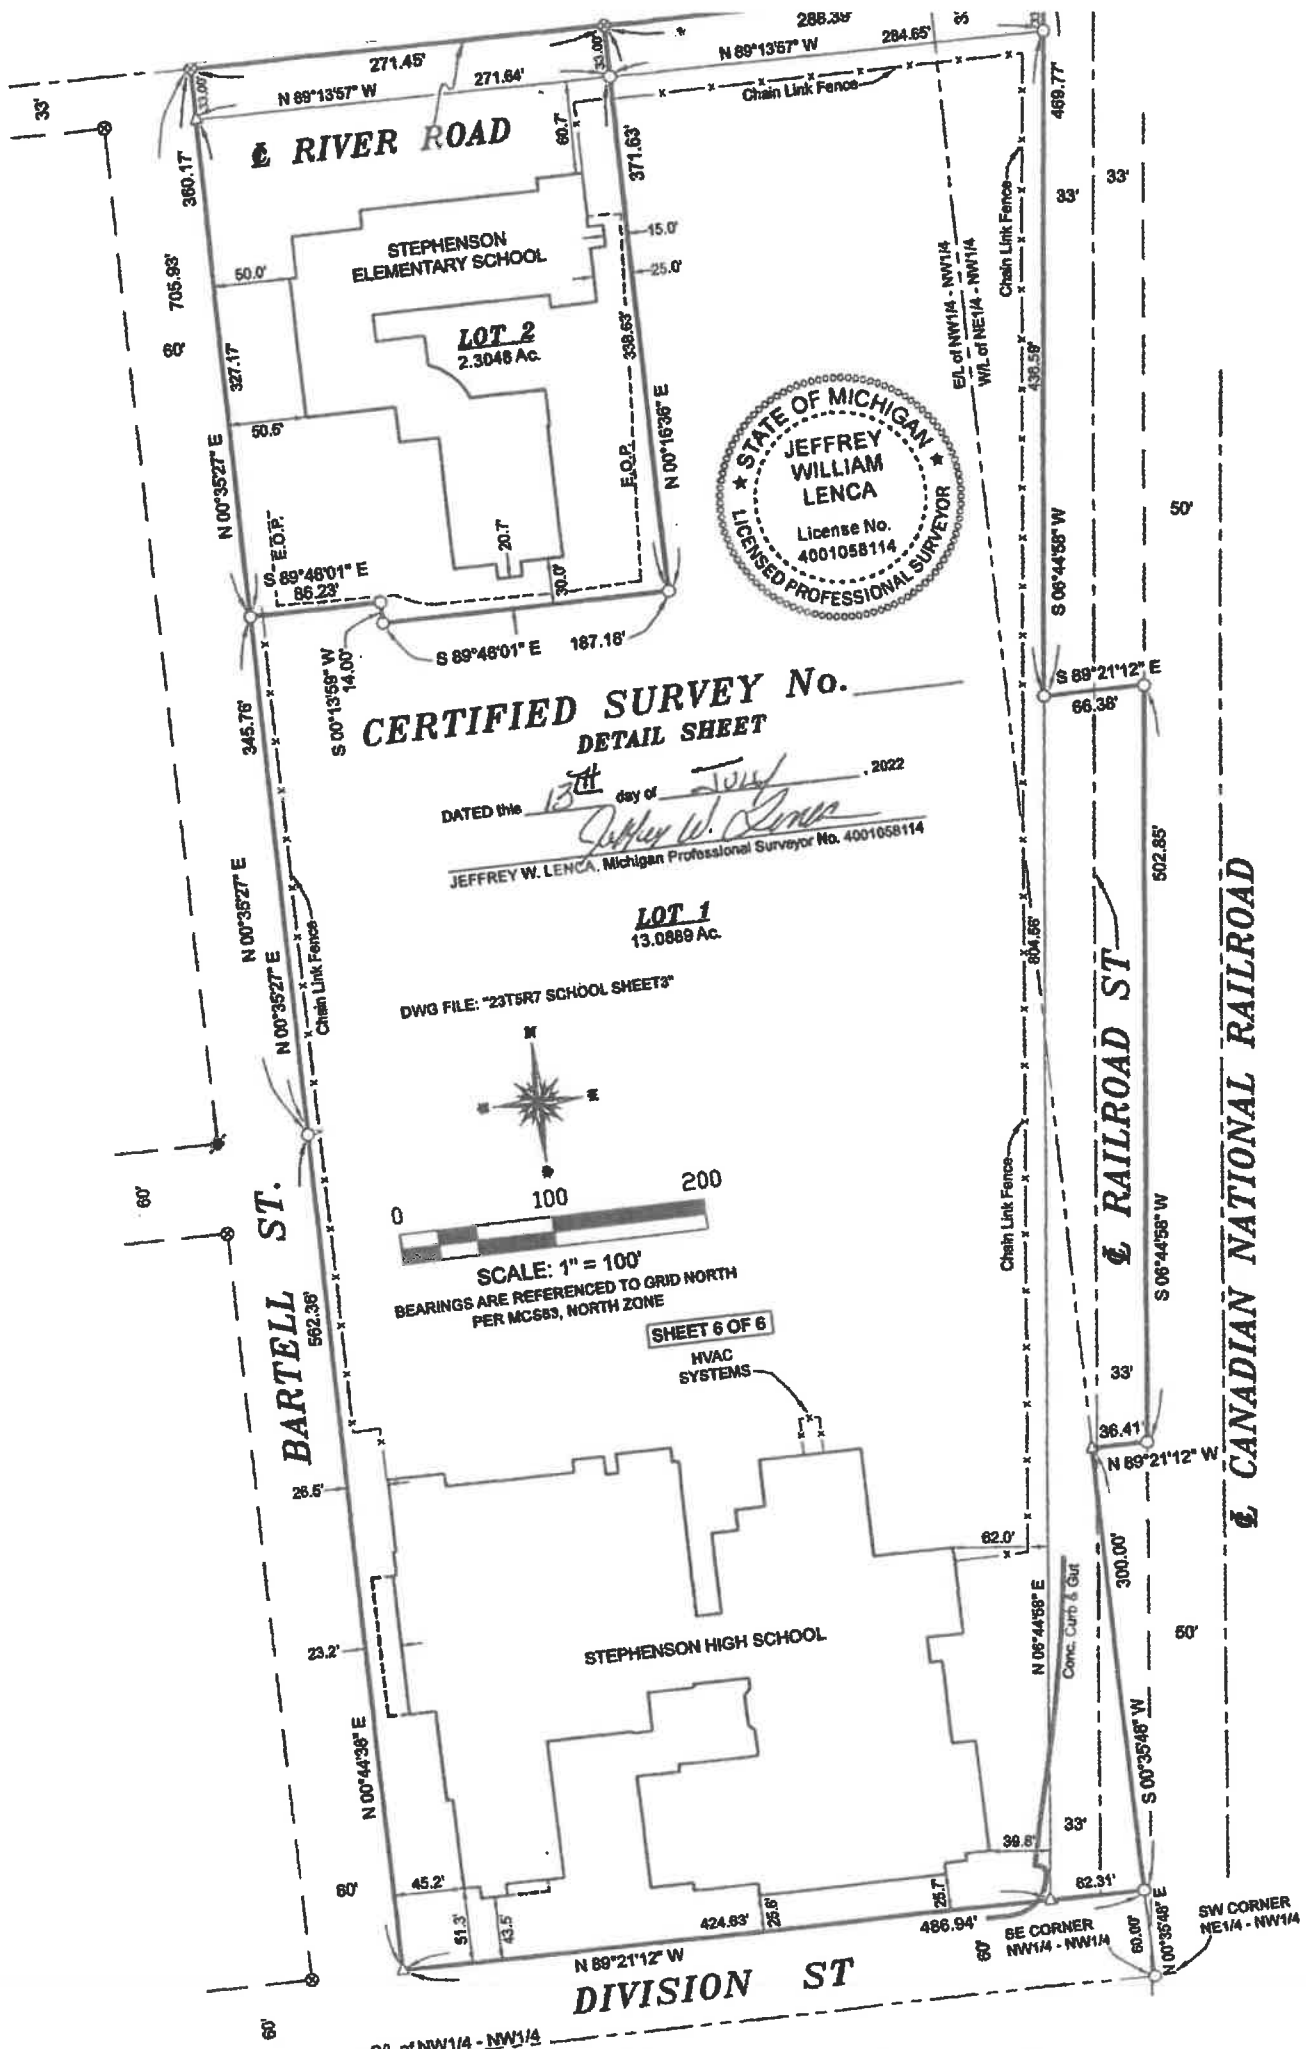 271.45'
288.39'
33.00'
33.00'
N 89°13'57" W
271.64'
N 89°13'57" W
284.65'
33'
360.17'
℄ RIVER ROAD
60.7'
371.63'
Chain Link Fence
469.77'
33'
33'
STEPHENSON
ELEMENTARY SCHOOL
15.0'
25.0'
Chain Link Fence
705.93'
60'
50.0'
LOT 2
2.3048 Ac.
327.17'
338.63'
50.5'
E/L of NW1/4 - NW1/4
W/L of NE1/4 - NW1/4
436.59'
N 00°35'27" E
E.O.P.
E.O.P.
N 00°16'36" E
STATE OF MICHIGAN
JEFFREY
WILLIAM
LENCA
License No.
4001058114
LICENSED PROFESSIONAL SURVEYOR
50'
S 06°44'58" W
S 89°46'01" E
86.23'
20.7'
30.0'
S 00°13'59" W
14.00'
S 89°46'01" E
187.16'
S 89°21'12" E
66.38'
CERTIFIED SURVEY No.
DETAIL SHEET
DATED this 13TH day of July, 2022
Jeffrey W. Lenca
JEFFREY W. LENCA, Michigan Professional Surveyor No. 4001058114
345.76'
N 00°35'27" E
N 00°35'27" E
Chain Link Fence
LOT 1
13.0889 Ac.
804.56'
502.85'
DWG FILE: "23T5R7 SCHOOL SHEET3"
0
100
200
SCALE: 1" = 100'
BEARINGS ARE REFERENCED TO GRID NORTH
PER MCS83, NORTH ZONE
SHEET 6 OF 6
HVAC
SYSTEMS
60'
BARTELL ST.
562.36'
Chain Link Fence
℄ RAILROAD ST
S 06°44'58" W
℄ CANADIAN NATIONAL RAILROAD
33'
36.41'
N 89°21'12" W
26.5'
62.0'
300.00'
23.2'
STEPHENSON HIGH SCHOOL
N 06°44'58" E
Conc. Curb & Gut
50'
N 00°44'36" E
S 00°35'48" W
39.8'
33'
60'
45.2'
51.3'
43.5'
424.63'
25.6'
25.7'
486.94'
62.31'
N 89°21'12" W
60'
SE CORNER
NW1/4 - NW1/4
60.00'
N 00°35'48" E
SW CORNER
NE1/4 - NW1/4
DIVISION ST
60'
of NW1/4 - NW1/4